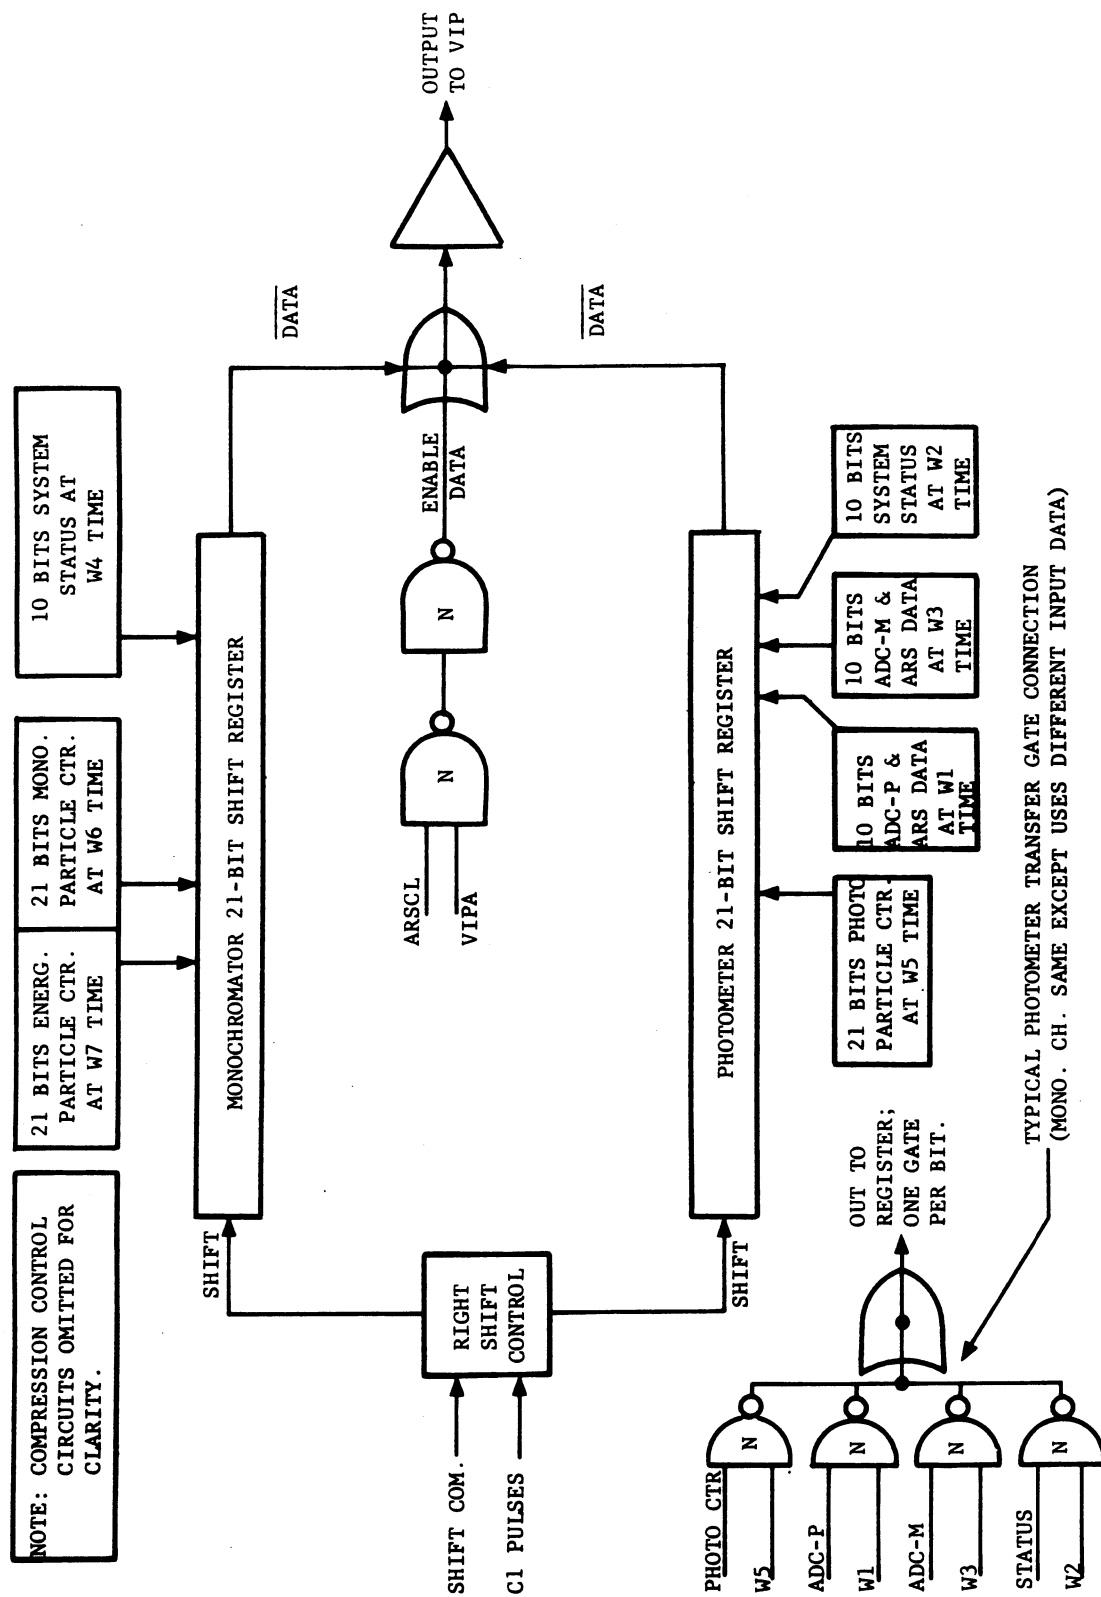 NOTE: COMPRESSION CONTROL
CIRCUITS OMITTED FOR
CLARITY.
21 BITS ENERG.
PARTICLE CTR.
AT W7 TIME
21 BITS MONO.
PARTICLE CTR.
AT W6 TIME
10 BITS SYSTEM
STATUS AT
W4 TIME
SHIFT
MONOCHROMATOR 21-BIT SHIFT REGISTER
DATA
SHIFT COM.
C1 PULSES
RIGHT
SHIFT
CONTROL
ARSCL
VIPA
N
N
ENABLE
DATA
OUTPUT
TO VIP
SHIFT
PHOTOMETER 21-BIT SHIFT REGISTER
DATA
21 BITS PHOTO
PARTICLE CTR.
AT W5 TIME
10 BITS
ADC-P &
ARS DATA
AT W1
TIME
10 BITS
ADC-M &
ARS DATA
AT W3
TIME
10 BITS
SYSTEM
STATUS
AT W2
TIME
PHOTO CTR
W5
N
ADC-P
W1
N
ADC-M
W3
N
STATUS
W2
N
OUT TO
REGISTER;
ONE GATE
PER BIT.
TYPICAL PHOTOMETER TRANSFER GATE CONNECTION
(MONO. CH. SAME EXCEPT USES DIFFERENT INPUT DATA)